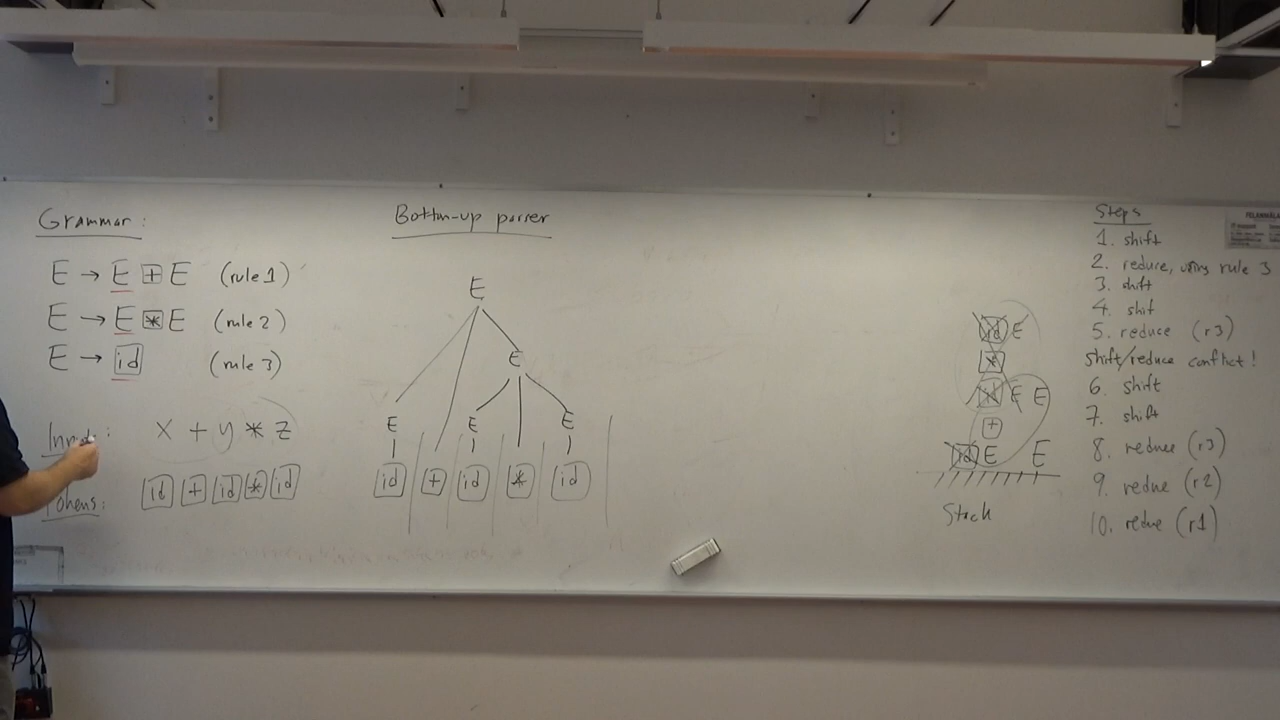 Grammar:
E → E + E (rule 1)
E → E * E (rule 2)
E → id (rule 3)
Input:
x + y * z
Tokens:
id + id * id
Bottom-up parser
E
E
E E E
id + id * id
id E
*
E E
+
id E E
Stack
Steps
1. shift
2. reduce, using rule 3
3. shift
4. shift
5. reduce (r3)
shift/reduce conflict!
6. shift
7. shift
8. reduce (r3)
9. reduce (r2)
10. reduce (r1)
FELANMÄLA